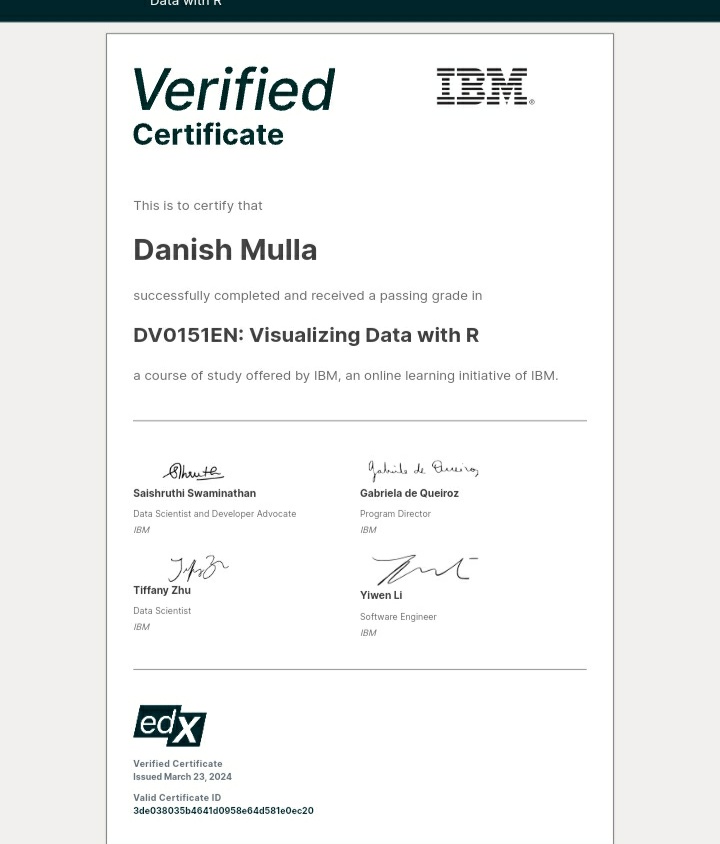 Data with R
Verified
IBM®
Certificate
This is to certify that
Danish Mulla
successfully completed and received a passing grade in
DV0151EN: Visualizing Data with R
a course of study offered by IBM, an online learning initiative of IBM.
Saishruthi Swaminathan
Data Scientist and Developer Advocate
IBM
Gabriela de Queiroz
Gabriela de Queiroz
Program Director
IBM
Tiffany Zhu
Data Scientist
IBM
Yiwen Li
Software Engineer
IBM
edX
Verified Certificate
Issued March 23, 2024
Valid Certificate ID
3de038035b4641d0958e64d581e0ec20